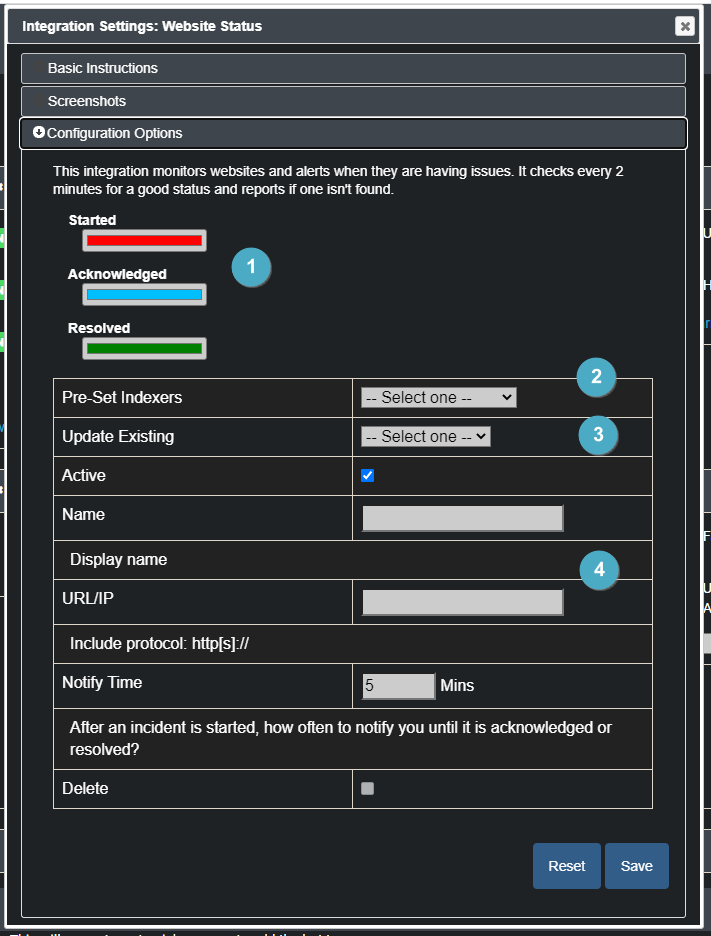 Integration Settings: Website Status
Basic Instructions
Screenshots
Configuration Options
This integration monitors websites and alerts when they are having issues. It checks every 2
minutes for a good status and reports if one isn't found.
Started
Acknowledged
1
Resolved
2
Pre-Set Indexers
-- Select one --
Update Existing
-- Select one --
3
Active
Name
Display name
4
URL/IP
Include protocol: http[s]://
Notify Time
5 Mins
After an incident is started, how often to notify you until it is acknowledged or
resolved?
Delete
Reset
Save